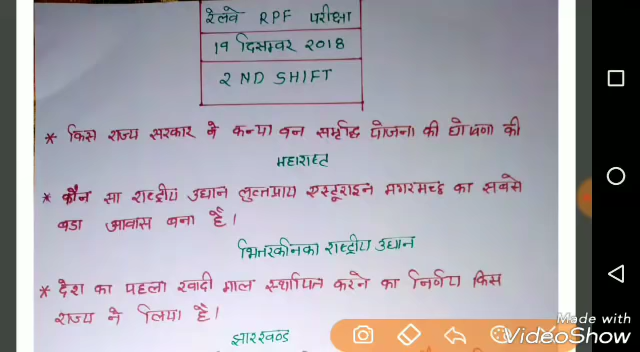 रेलवे RPF परीक्षा
19 दिसम्बर 2018
2 ND SHIFT
* किस राज्य सरकार ने कन्या वन समृद्धि योजना की घोषणा की
महाराष्ट
* कौन सा राष्ट्रीय उद्यान लुप्तप्राय एस्टूराइन मगरमच्छ का सबसे
बडा आवास बना है।
भितरकनिका राष्ट्रीय उद्यान
* देश का पहला खादी माल स्थापित करने का निर्णय किस
राज्य ने लिया है।
झारखण्ड
Made with
VideoShow